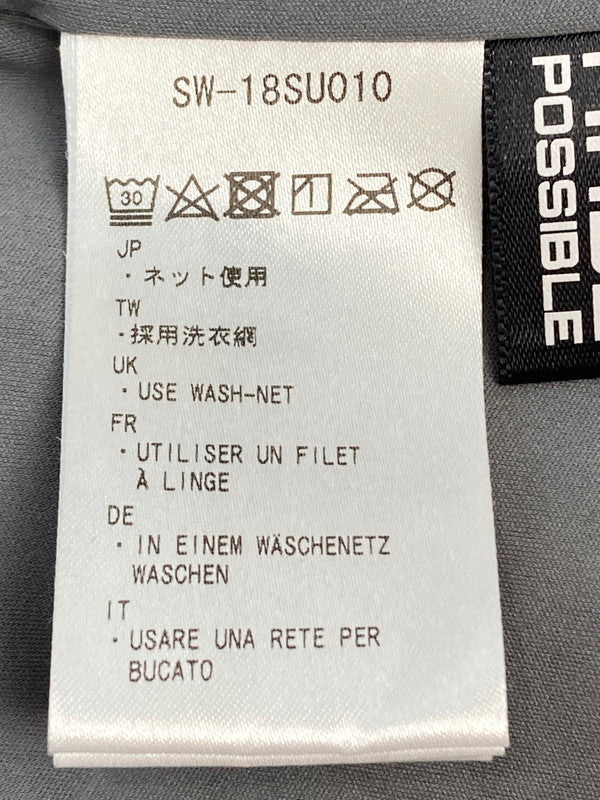 SW-18SU010
30
JP
・ネット使用
TW
・採用洗衣網
UK
・USE WASH-NET
FR
・UTILISER UN FILET
À LINGE
DE
・IN EINEM WÄSCHENETZ
WASCHEN
IT
・USARE UNA RETE PER
BUCATO
POSSIBLE